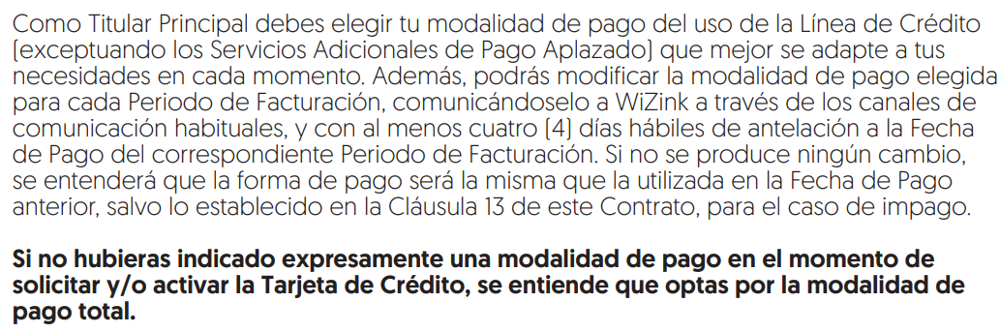 Como Titular Principal debes elegir tu modalidad de pago del uso de la Línea de Crédito
(exceptuando los Servicios Adicionales de Pago Aplazado) que mejor se adapte a tus
necesidades en cada momento. Además, podrás modificar la modalidad de pago elegida
para cada Periodo de Facturación, comunicándoselo a WiZink a través de los canales de
comunicación habituales, y con al menos cuatro (4) días hábiles de antelación a la Fecha
de Pago del correspondiente Periodo de Facturación. Si no se produce ningún cambio,
se entenderá que la forma de pago será la misma que la utilizada en la Fecha de Pago
anterior, salvo lo establecido en la Cláusula 13 de este Contrato, para el caso de impago.
Si no hubieras indicado expresamente una modalidad de pago en el momento de
solicitar y/o activar la Tarjeta de Crédito, se entiende que optas por la modalidad de
pago total.